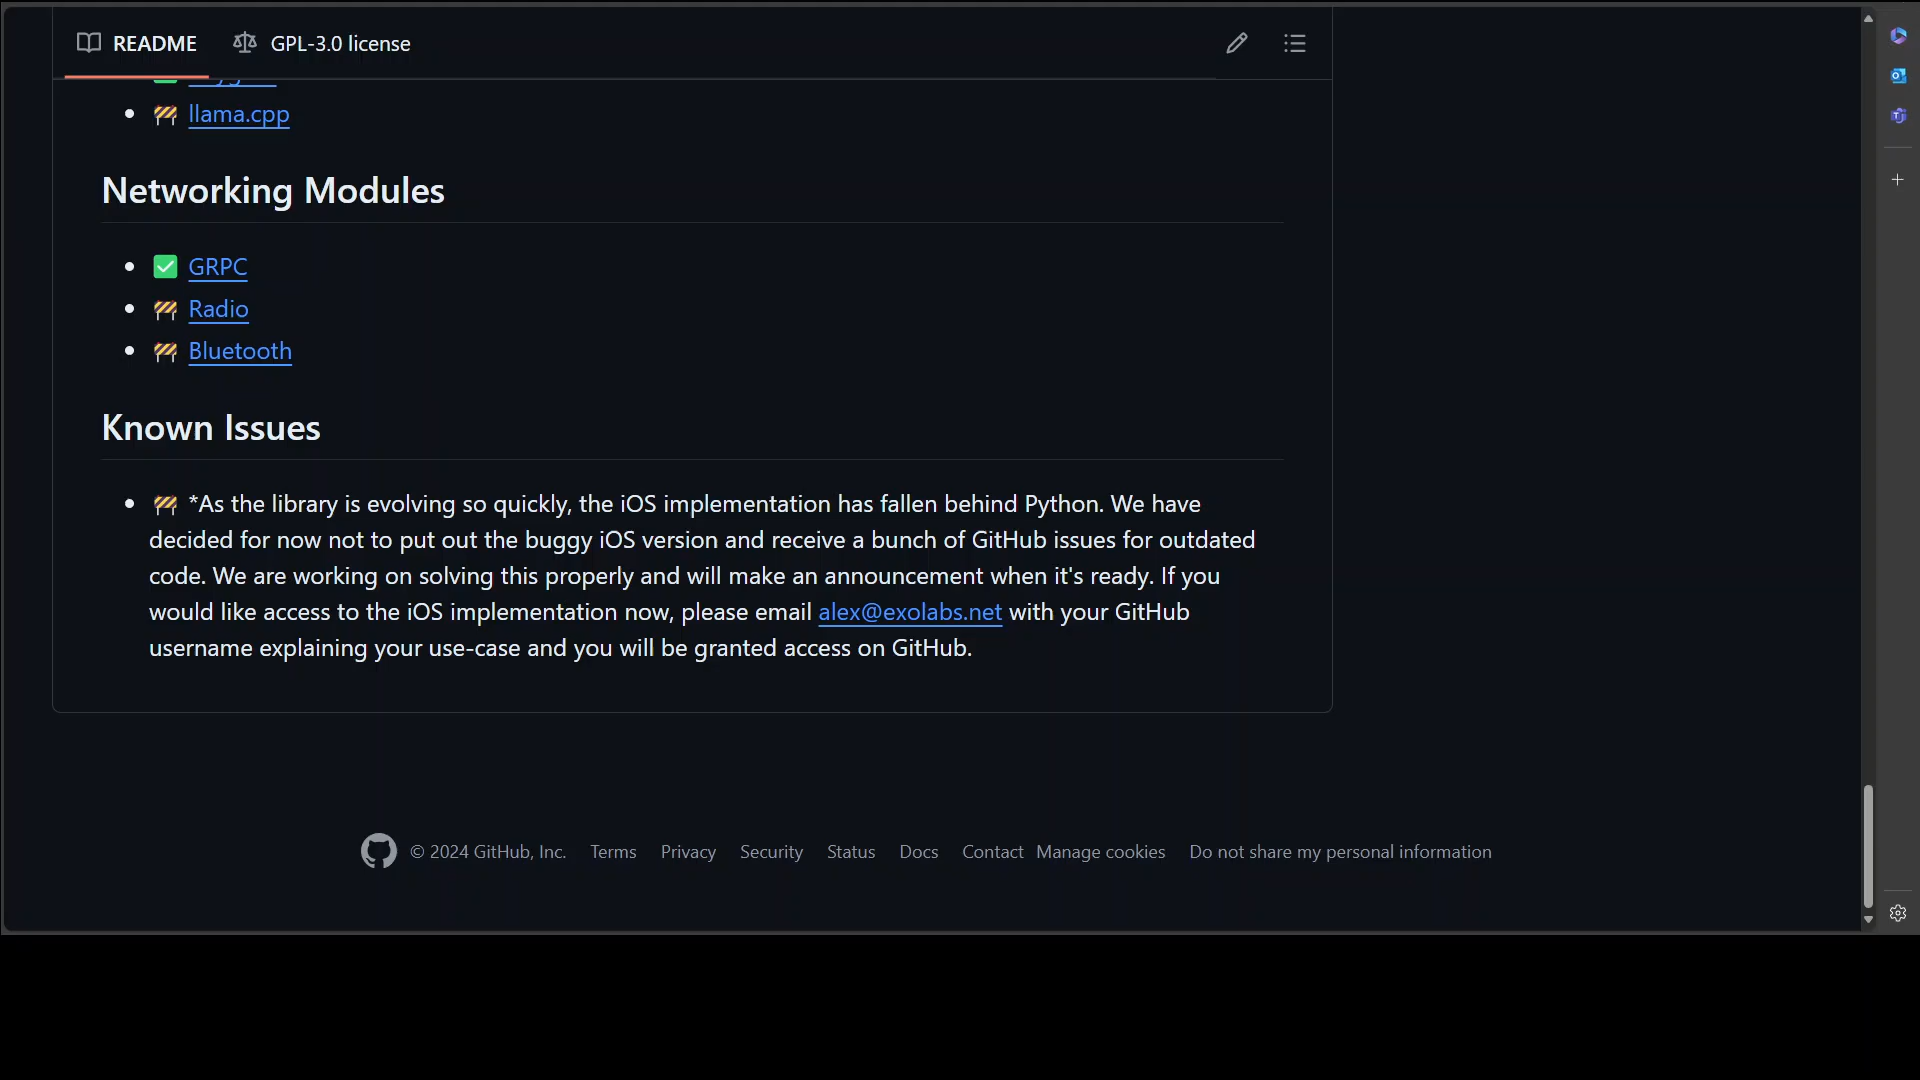 README GPL-3.0 license
llama.cpp
Networking Modules
GRPC
Radio
Bluetooth
Known Issues
*As the library is evolving so quickly, the iOS implementation has fallen behind Python. We have
decided for now not to put out the buggy iOS version and receive a bunch of GitHub issues for outdated
code. We are working on solving this properly and will make an announcement when it's ready. If you
would like access to the iOS implementation now, please email alex@exolabs.net with your GitHub
username explaining your use-case and you will be granted access on GitHub.
© 2024 GitHub, Inc. Terms Privacy Security Status Docs Contact Manage cookies Do not share my personal information